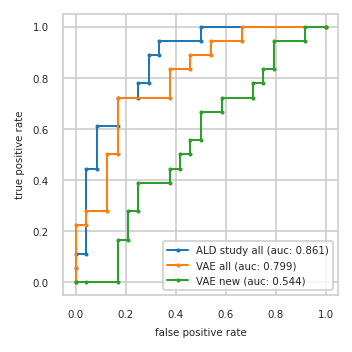 1.0
0.8
0.6
0.4
0.2
0.0
true positive rate
ALD study all (auc: 0.861)
VAE all (auc: 0.799)
VAE new (auc: 0.544)
0.0 0.2 0.4 0.6 0.8 1.0
false positive rate